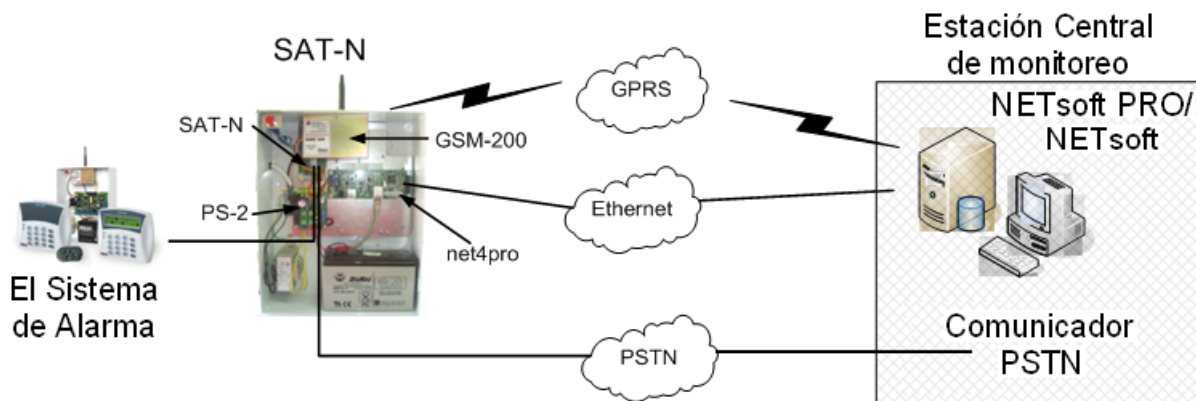 SAT-N
Estación Central
de monitoreo
GPRS
NETsoft PRO/
NETsoft
SAT-N
GSM-200
PS-2
Ethernet
net4pro
El Sistema
de Alarma
PSTN
Comunicador
PSTN